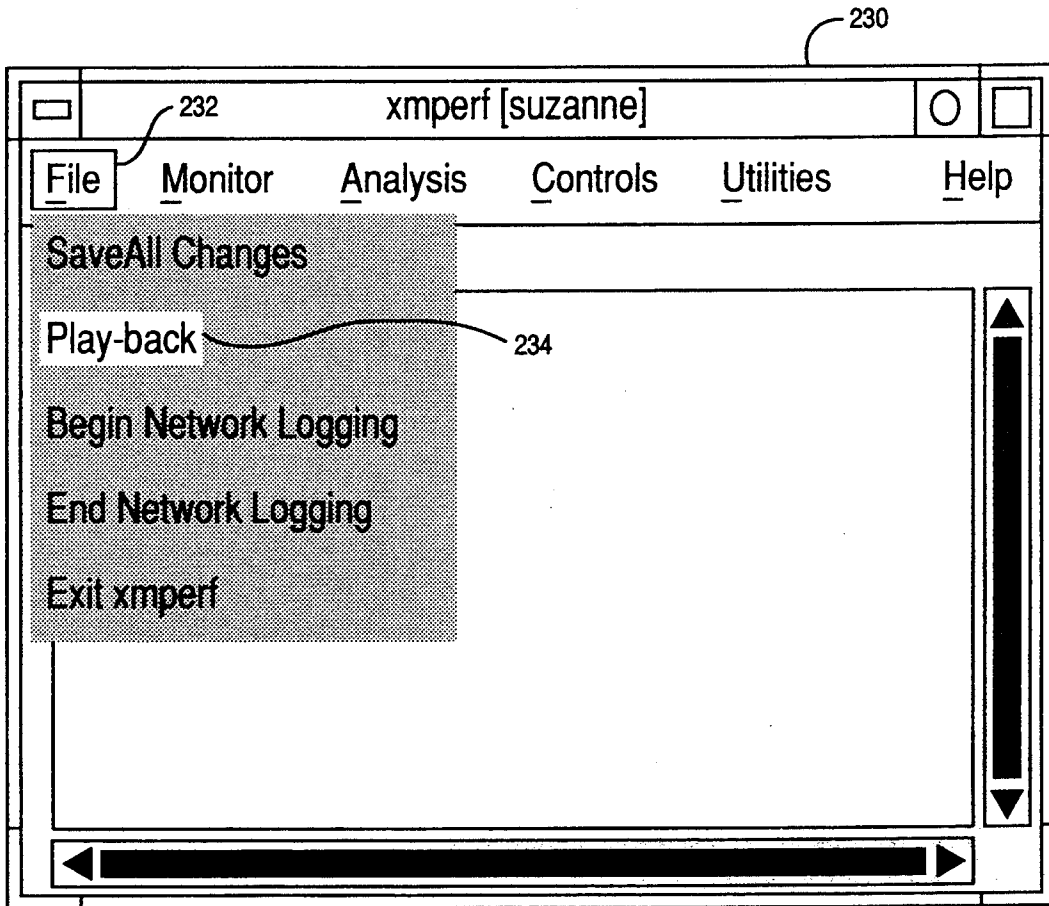 230
xmperf [suzanne]
232
File Monitor Analysis Controls Utilities Help
SaveAll Changes
Play-back
234
Begin Network Logging
End Network Logging
Exit xmperf